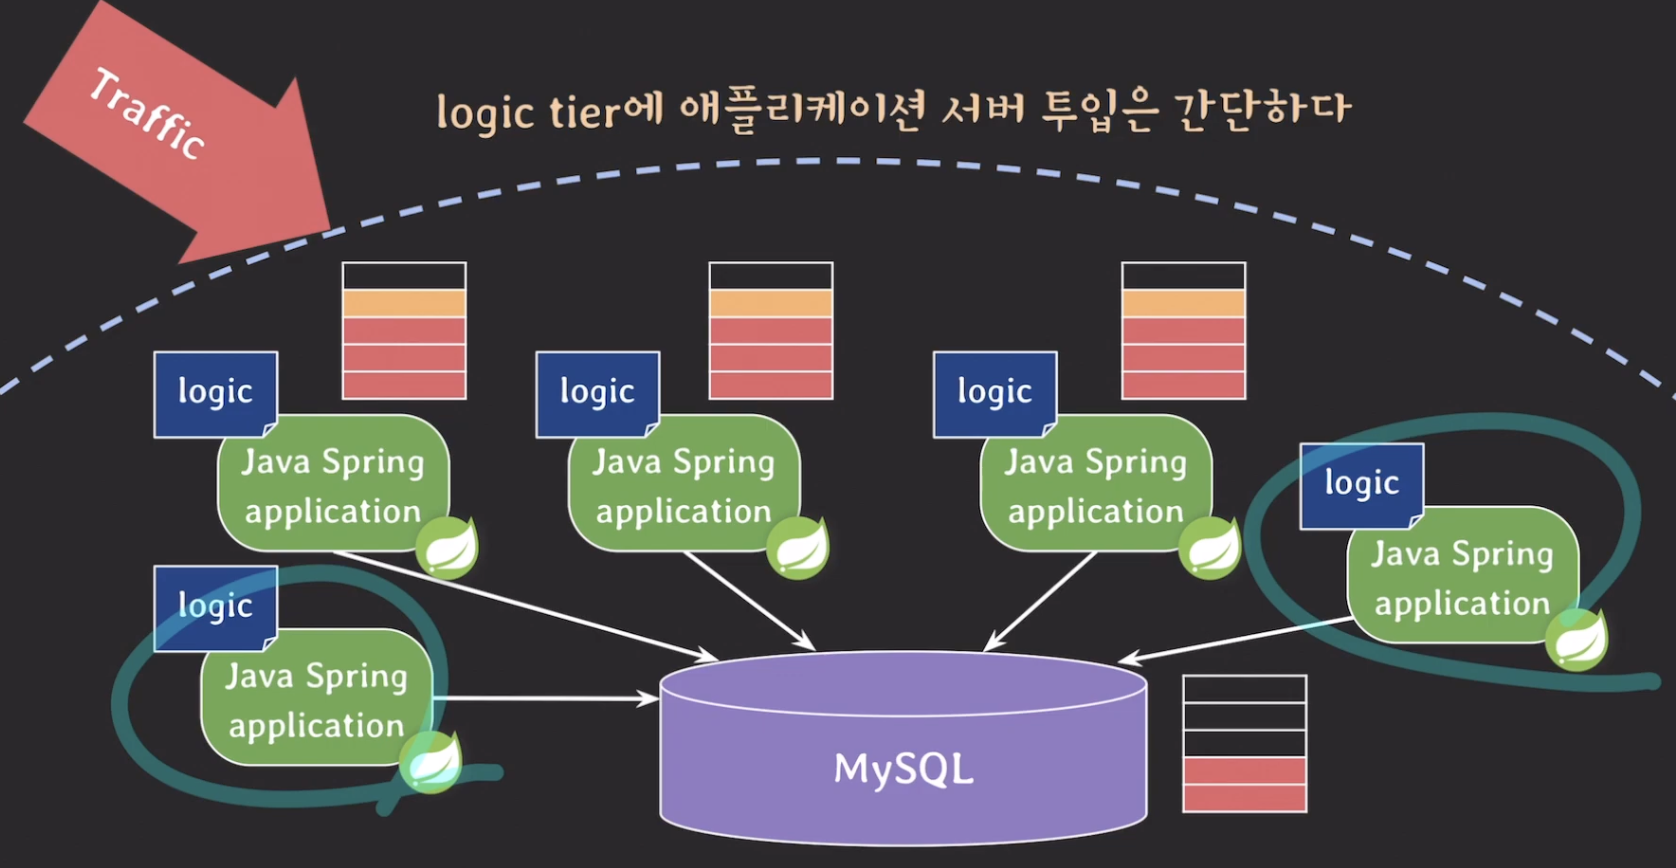 Traffic
logic tier에 애플리케이션 서버 투입은 간단하다
logic
Java Spring
application
logic
Java Spring
application
logic
Java Spring
application
logic
Java Spring
application
logic
Java Spring
application
MySQL